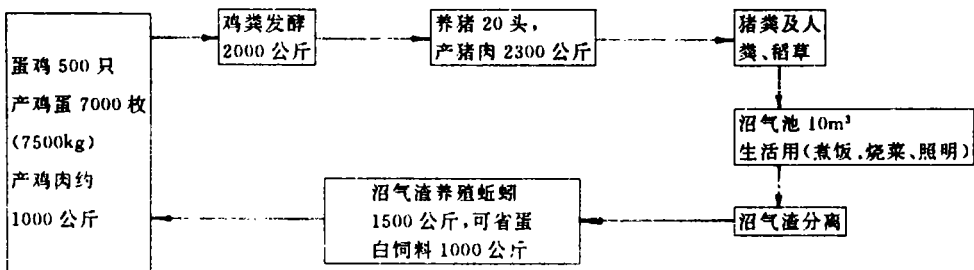 蛋鸡 500 只
产鸡蛋 7000 枚
(7500kg)
产鸡肉约
1000 公斤
鸡粪发酵
2000 公斤
养猪 20 头,
产猪肉 2300 公斤
猪粪及人
粪、稻草
沼气池 10m³
生活用(煮饭、烧菜、照明)
沼气渣分离
沼气渣养殖蚯蚓
1500 公斤,可省蛋
白饲料 1000 公斤